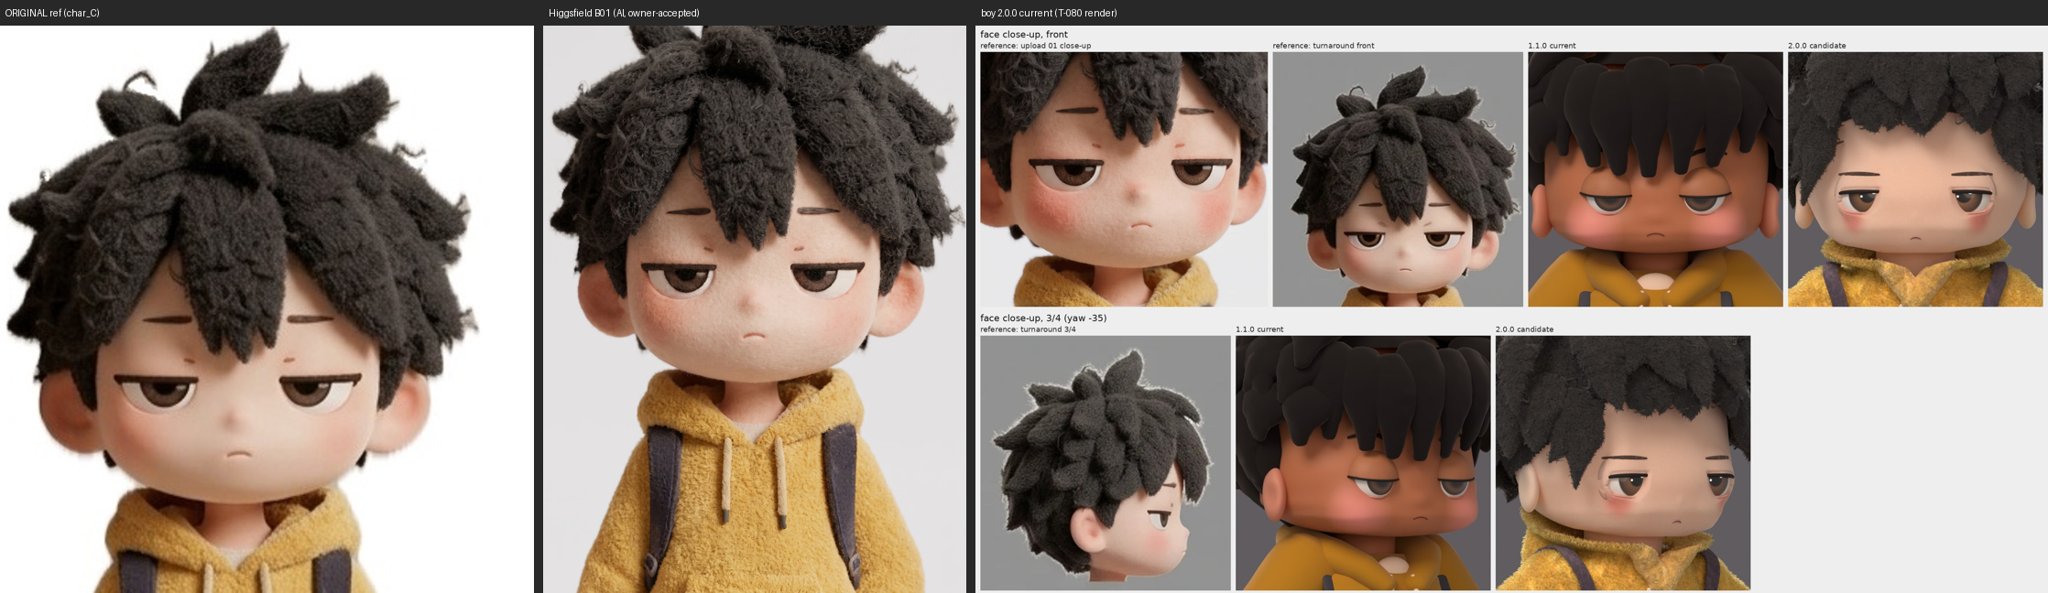 ORIGINAL ref (char_C)
Higgsfield B01 (AI, owner-accepted)
boy 2.0.0 current (T-080 render)
face close-up, front
reference: upload 01 close-up
reference: turnaround front
1.1.0 current
2.0.0 candidate
face close-up, 3/4 (yaw -35)
reference: turnaround 3/4
1.1.0 current
2.0.0 candidate